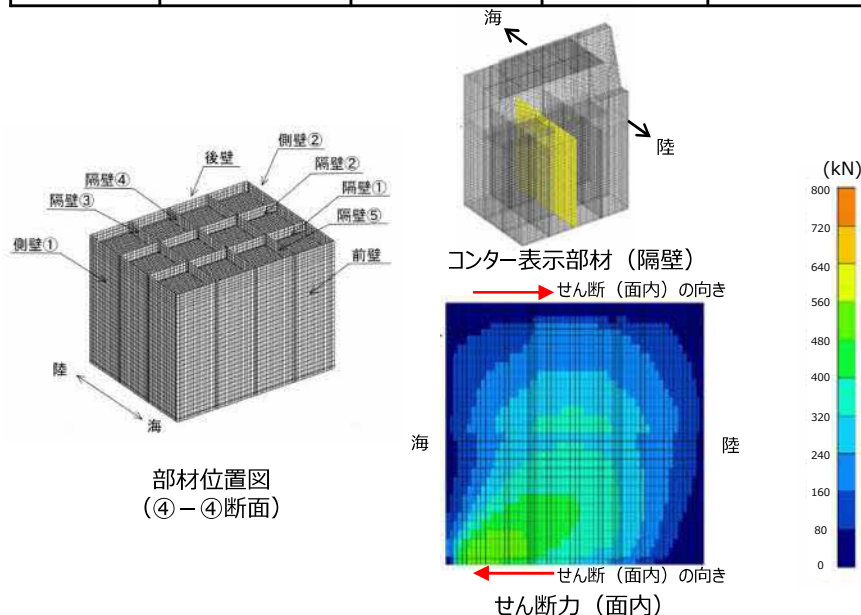 海
陸
コンター表示部材（隔壁）
後壁
側壁②
隔壁④
隔壁②
隔壁③
隔壁①
隔壁⑤
側壁①
前壁
陸
海
部材位置図
（④－④断面）
せん断（面内）の向き
海
陸
せん断（面内）の向き
せん断力（面内）
(kN)
800
720
640
560
480
400
320
240
160
80
0